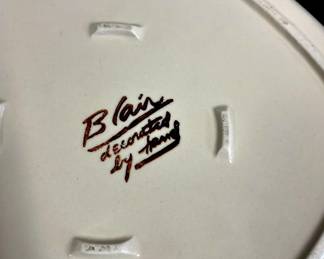 Blair
decorated
by hand